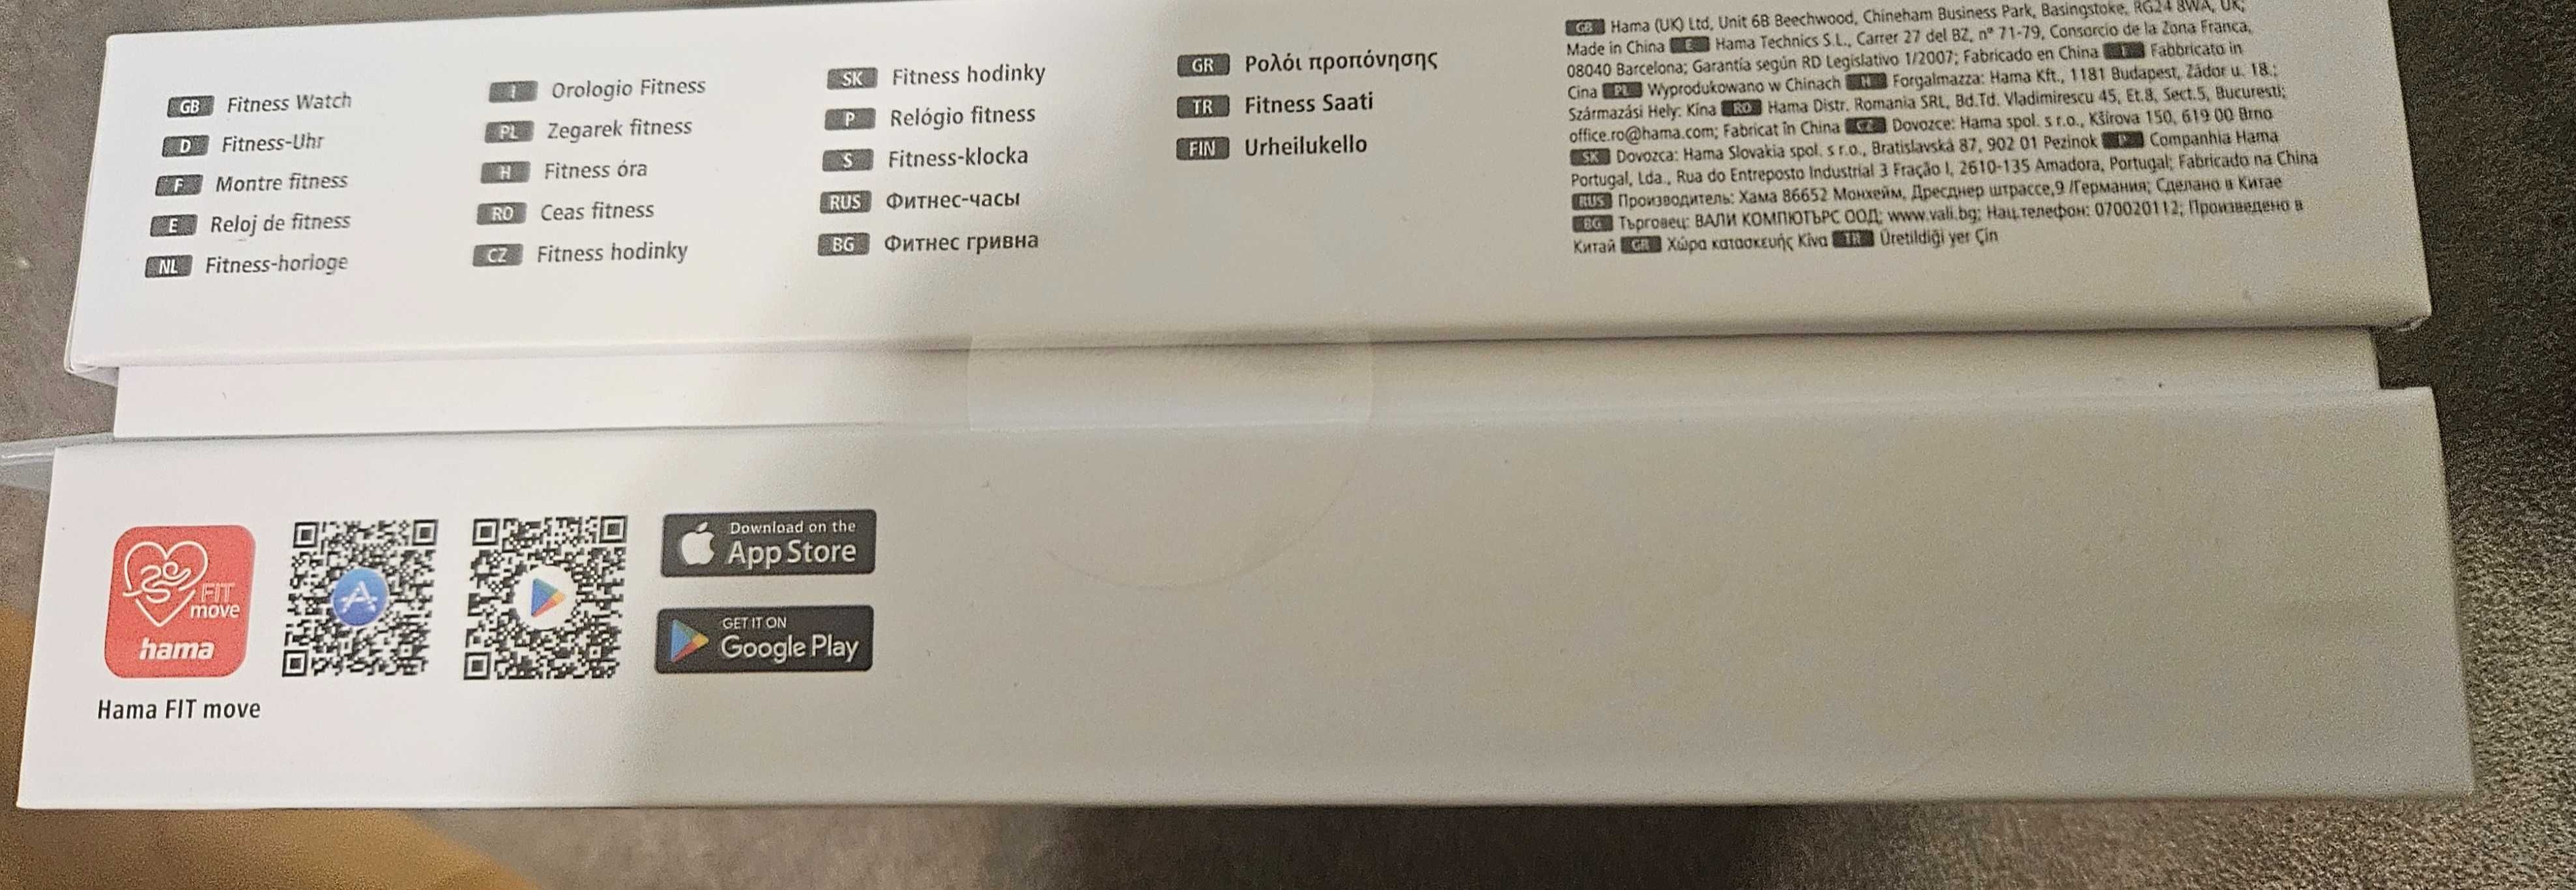 GB Fitness Watch
D Fitness-Uhr
F Montre fitness
E Reloj de fitness
NL Fitness-horloge
I Orologio Fitness
PL Zegarek fitness
H Fitness óra
RO Ceas fitness
CZ Fitness hodinky
SK Fitness hodinky
P Relógio fitness
S Fitness-klocka
RUS Фитнес-часы
BG Фитнес гривна
GR Ρολόι προπόνησης
TR Fitness Saati
FIN Urheilukello
GB Hama (UK) Ltd, Unit 6B Beechwood, Chineham Business Park, Basingstoke, RG24 8WA, UK;
Made in China E Hama Technics S.L., Carrer 27 del BZ, nº 71-79, Consorcio de la Zona Franca,
08040 Barcelona; Garantía según RD Legislativo 1/2007; Fabricado en China I Fabbricato in
Cina PL Wyprodukowano w Chinach H Forgalmazza: Hama Kft., 1181 Budapest, Zádor u. 18.;
Származási Hely: Kína RO Hama Distr. Romania SRL, Bd.Td. Vladimirescu 45, Et.8, Sect.5, Bucuresti;
office.ro@hama.com; Fabricat în China CZ Dovozce: Hama spol. s r.o., Kšírova 150, 619 00 Brno
SK Dovozca: Hama Slovakia spol. s r.o., Bratislavská 87, 902 01 Pezinok P Companhia Hama
Portugal, Lda., Rua do Entreposto Industrial 3 Fração I, 2610-135 Amadora, Portugal; Fabricado na China
RUS Производитель: Хама 86652 Монхейм, Дреснер штрассе,9 /Германия; Сделано в Китае
BG Търговец: ВАЛИ КОМПЮТЪРС ООД; www.vali.bg; Нац.телефон: 070020112; Произведено в
Китай GR Χώρα κατασκευής Κίνα TR Üretildiği yer Çin
FIT
move
hama
Hama FIT move
Download on the
App Store
GET IT ON
Google Play